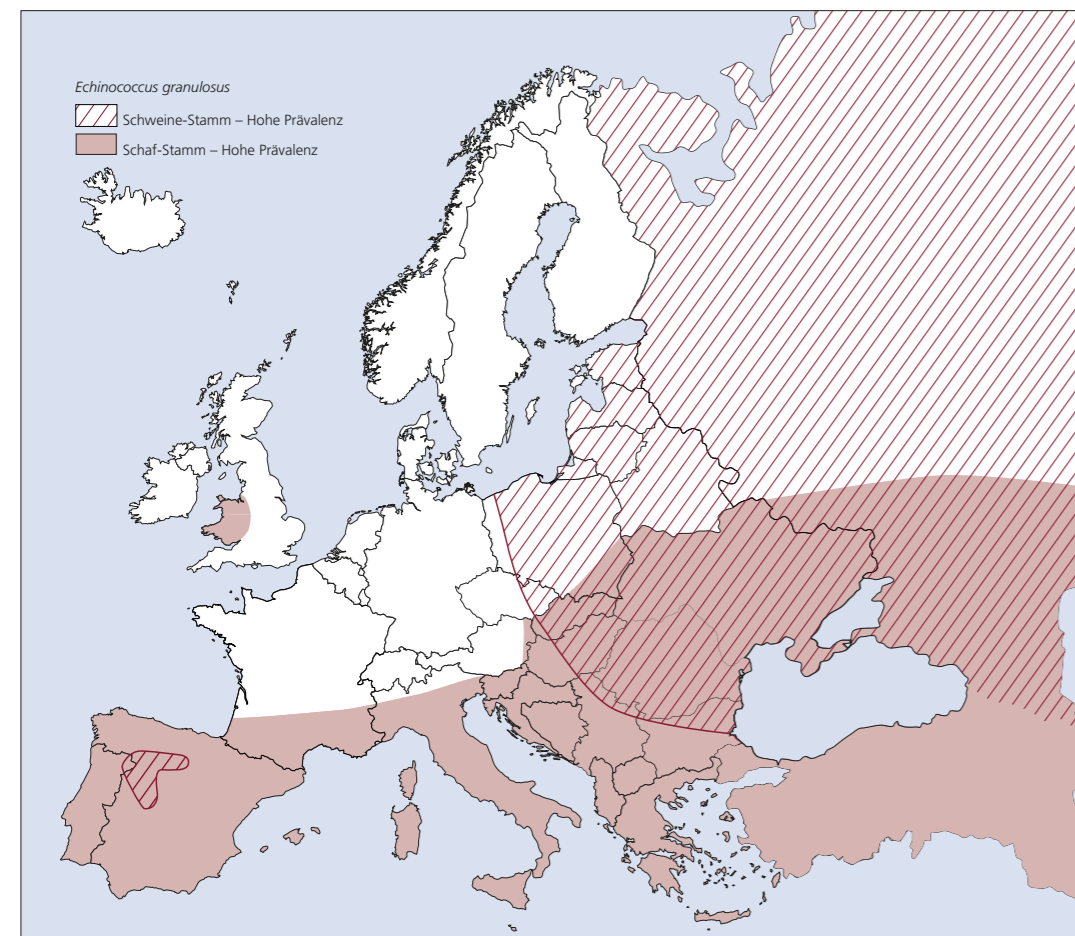 Echinococcus granulosus
Schweine-Stamm – Hohe Prävalenz
Schaf-Stamm – Hohe Prävalenz